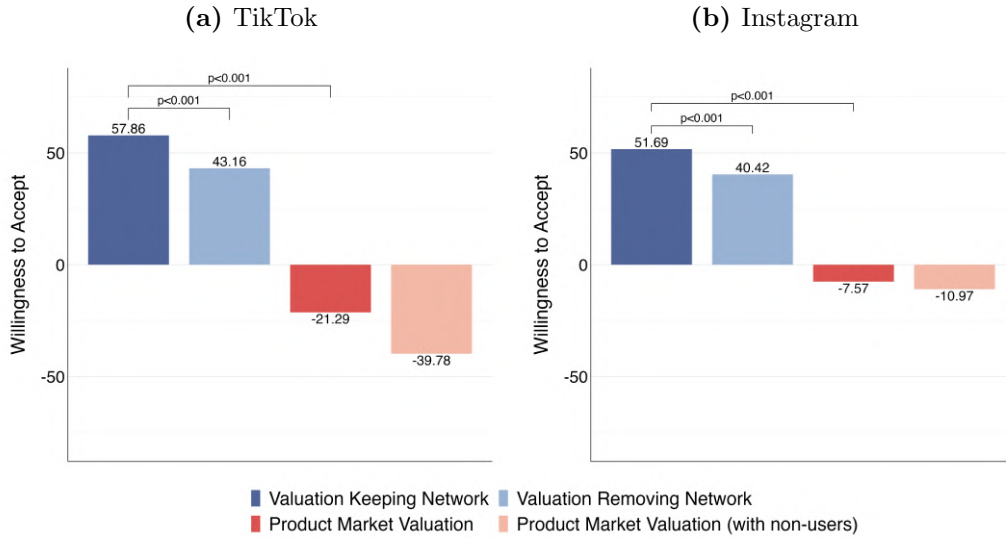 (a) TikTok
p<0.001
p<0.001
57.86
43.16
50
0
-50
-21.29
-39.78
Willingness to Accept
(b) Instagram
p<0.001
p<0.001
51.69
40.42
50
0
-50
-7.57
-10.97
Willingness to Accept
Valuation Keeping Network
Valuation Removing Network
Product Market Valuation
Product Market Valuation (with non-users)